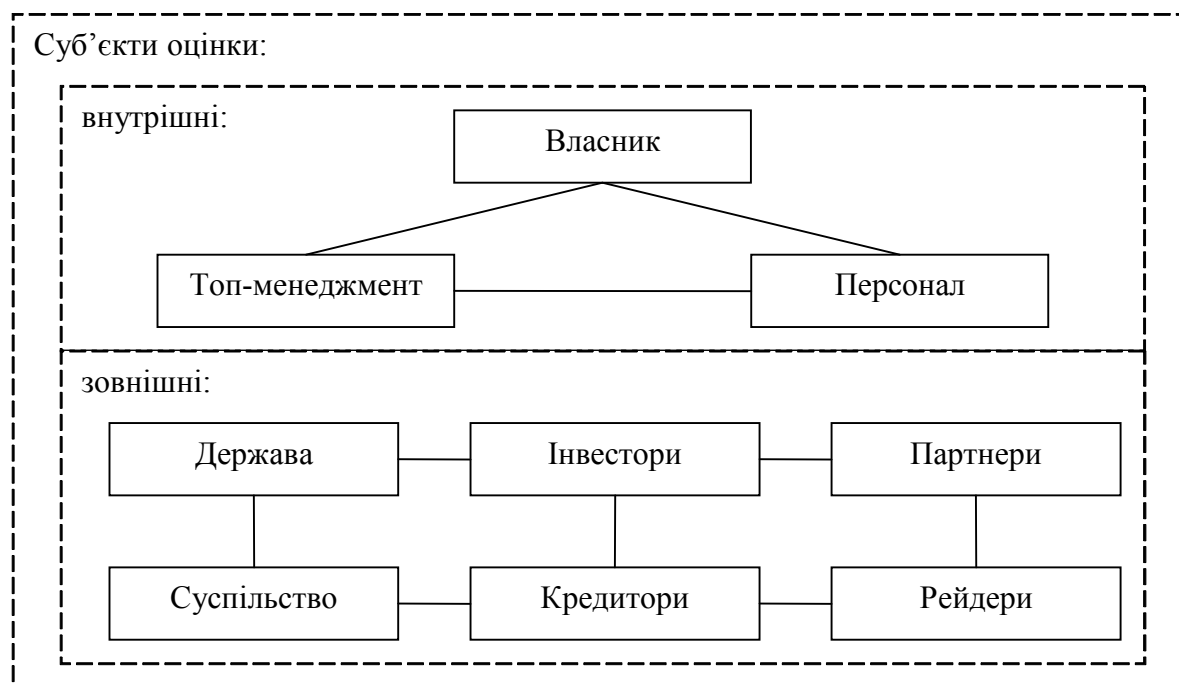 Суб’єкти оцінки:
внутрішні:
Власник
Топ-менеджмент
Персонал
зовнішні:
Держава
Інвестори
Партнери
Суспільство
Кредитори
Рейдери